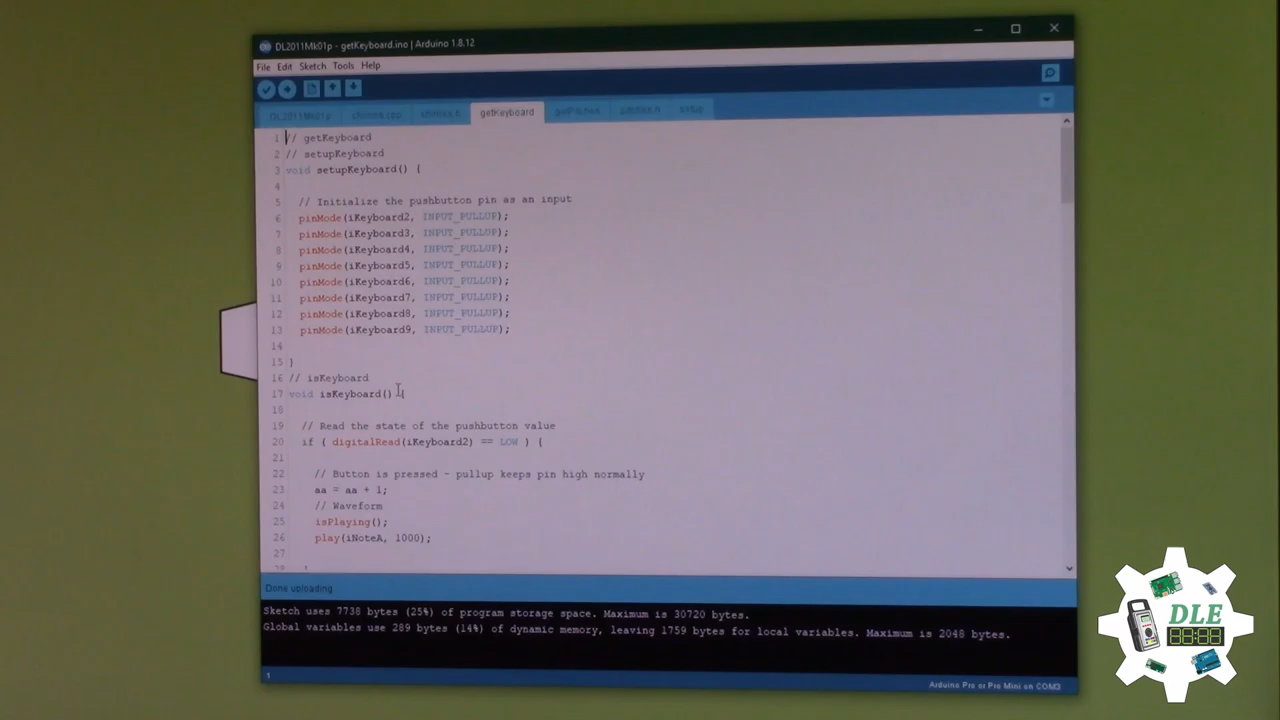 DL2011Mk01p - getKeyboard.ino | Arduino 1.8.12
File Edit Sketch Tools Help
DL2011Mk01p getKeyboard pitches.h setup
1 // getKeyboard
2 // setupKeyboard
3 void setupKeyboard() {
4
5 // Initialize the pushbutton pin as an input
6 pinMode(iKeyboard2, INPUT_PULLUP);
7 pinMode(iKeyboard3, INPUT_PULLUP);
8 pinMode(iKeyboard4, INPUT_PULLUP);
9 pinMode(iKeyboard5, INPUT_PULLUP);
10 pinMode(iKeyboard6, INPUT_PULLUP);
11 pinMode(iKeyboard7, INPUT_PULLUP);
12 pinMode(iKeyboard8, INPUT_PULLUP);
13 pinMode(iKeyboard9, INPUT_PULLUP);
14
15 }
16 // isKeyboard
17 void isKeyboard() {
18
19 // Read the state of the pushbutton value
20 if ( digitalRead(iKeyboard2) == LOW ) {
21
22 // Button is pressed - pullup keeps pin high normally
23 aa = aa + 1;
24 // Waveform
25 isPlaying();
26 play(iNoteA, 1000);
27
28
Done uploading
Sketch uses 7738 bytes (25%) of program storage space. Maximum is 30720 bytes.
Global variables use 289 bytes (14%) of dynamic memory, leaving 1759 bytes for local variables. Maximum is 2048 bytes.
1
Arduino Pro or Pro Mini on COM3
DLE
88:88